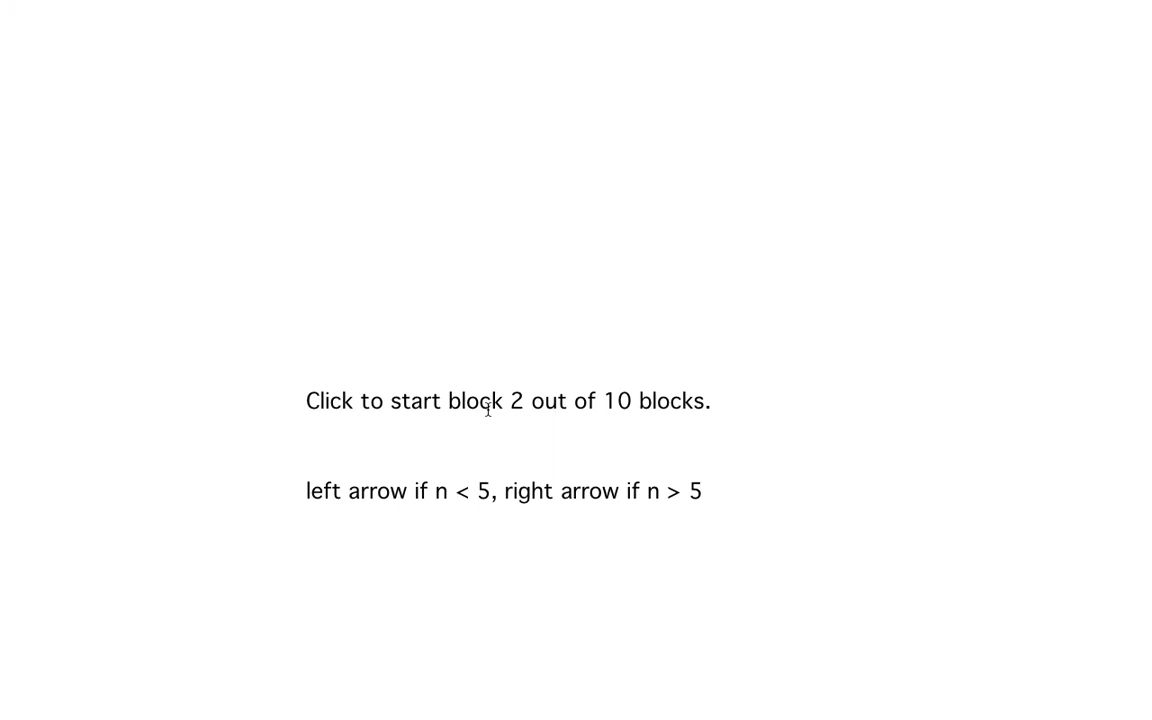 Click to start block 2 out of 10 blocks.
left arrow if n < 5, right arrow if n > 5